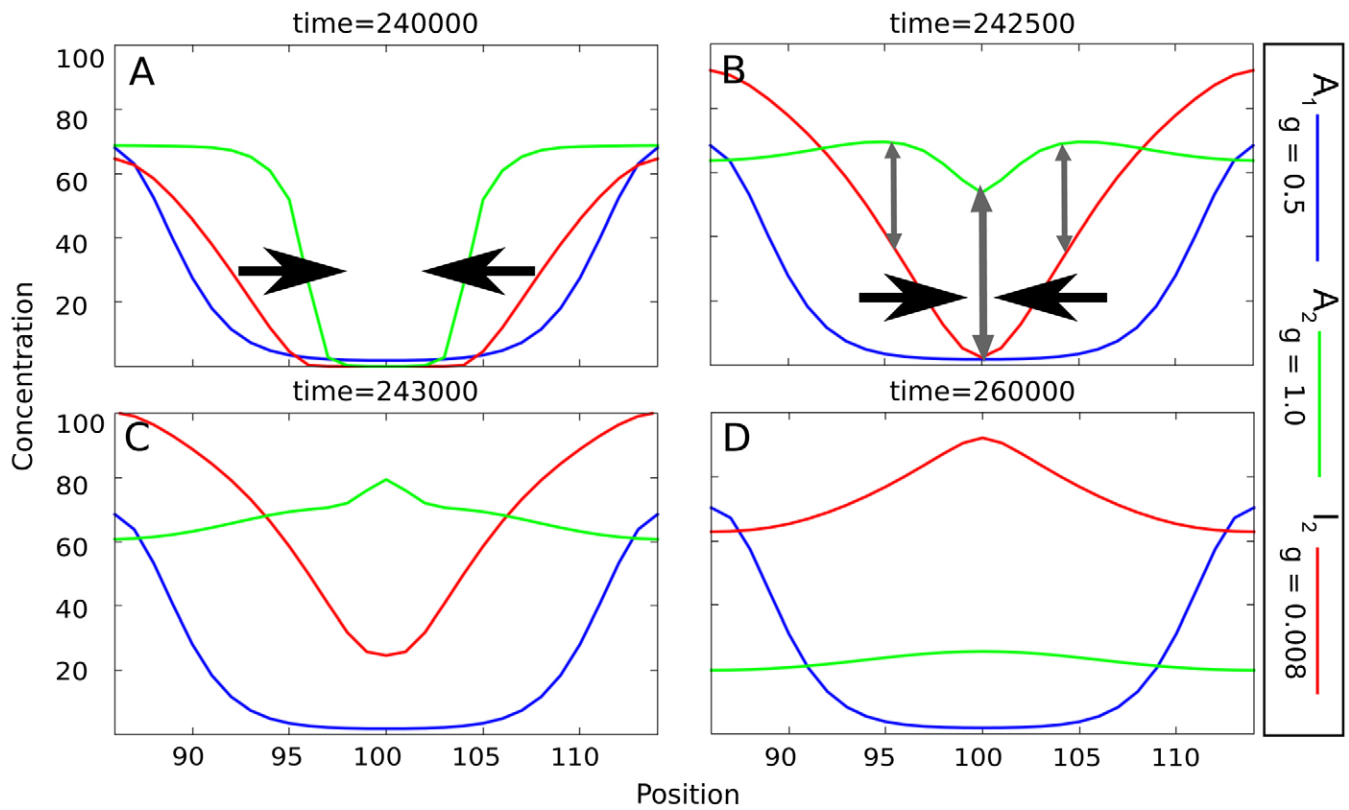 time=240000
time=242500
A
B
100
80
60
40
20
time=243000
time=260000
C
D
100
80
60
40
20
90 95 100 105 110
90 95 100 105 110
Concentration
Position
A₁ g = 0.5
A₂ g = 1.0
I₂ g = 0.008